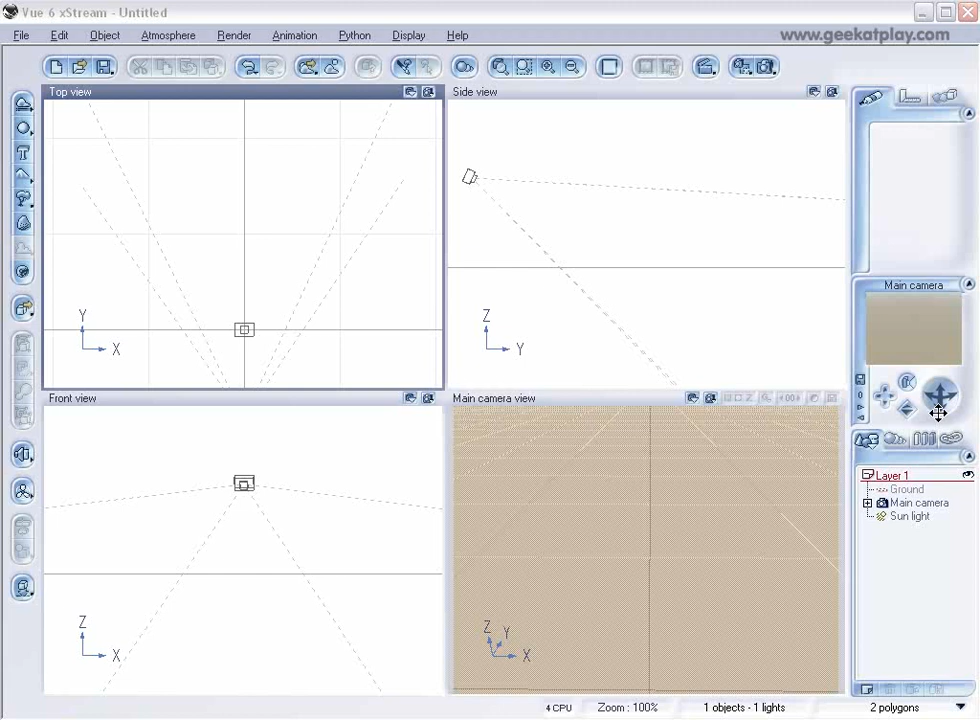 Vue 6 xStream - Untitled
File Edit Object Atmosphere Render Animation Python Display Help
www.geekatplay.com
Top view
Side view
Y
X
Z
Y
Main camera
Front view
Main camera view
Layer 1
Ground
Main camera
Sun light
Z
X
Z
Y
X
4 CPU
Zoom : 100%
1 objects - 1 lights
2 polygons